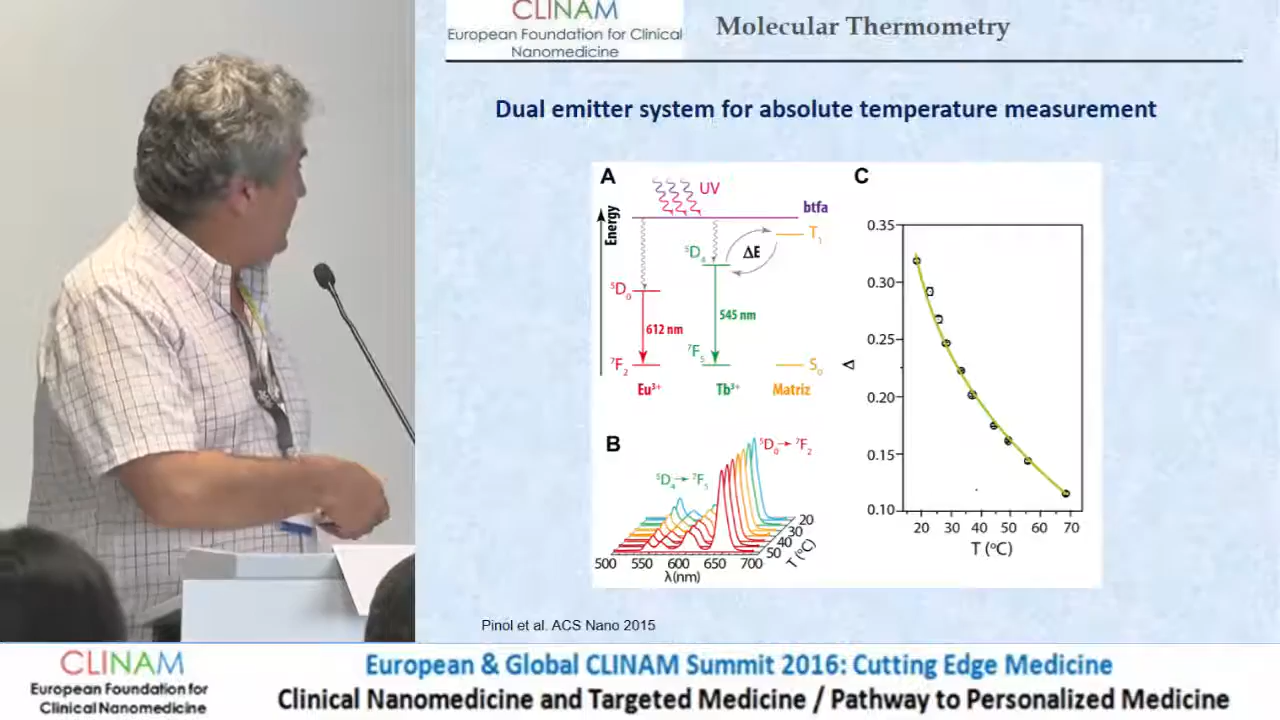 CLINAM
European Foundation for Clinical
Nanomedicine
Molecular Thermometry
Dual emitter system for absolute temperature measurement
A
UV
btfa
Energy
T1
5D4
ΔE
5D0
612 nm
545 nm
7F2
7F5
S0
Eu3+
Tb3+
Matriz
B
5D0→7F2
5D4→7F5
20
30
40
50
T (ºC)
500 550 600 650 700
λ(nm)
C
0.35
0.30
0.25
Δ
0.20
0.15
0.10
20 30 40 50 60 70
T (ºC)
Pinol et al. ACS Nano 2015
CLINAM
European Foundation for
Clinical Nanomedicine
European & Global CLINAM Summit 2016: Cutting Edge Medicine
Clinical Nanomedicine and Targeted Medicine / Pathway to Personalized Medicine